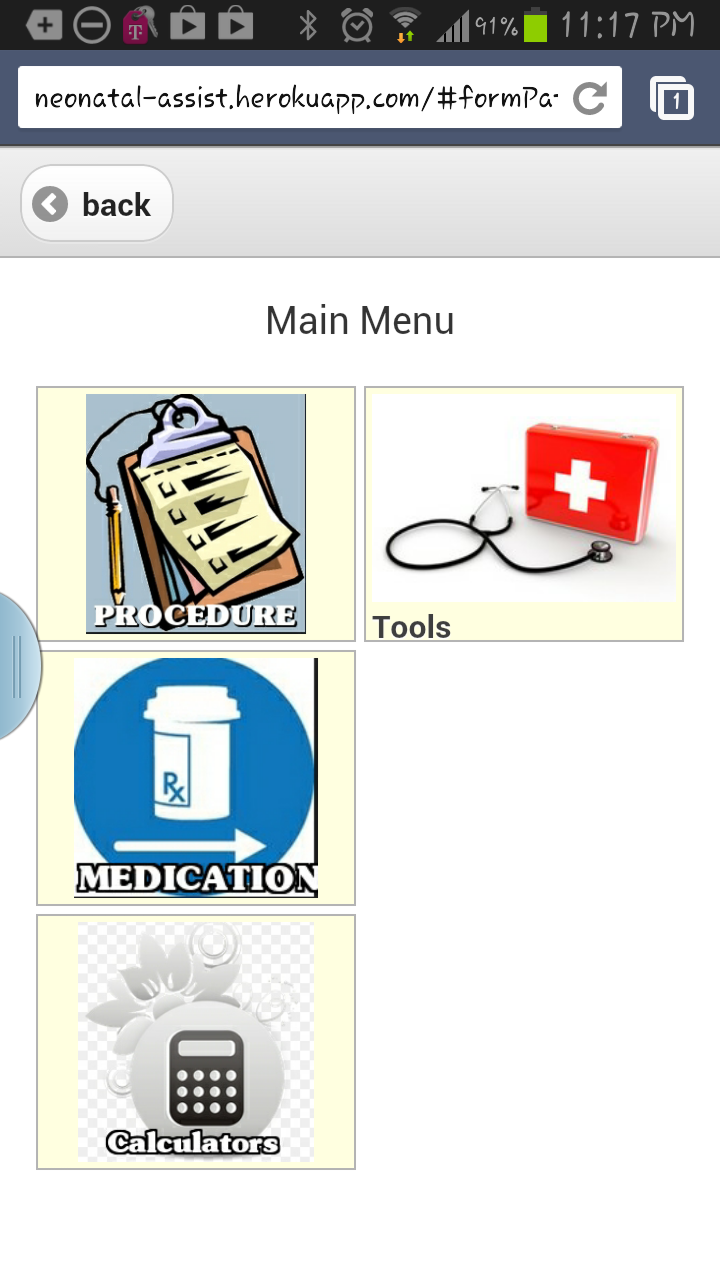 T 91% 11:17 PM
neonatal-assist.herokuapp.com/#formPa
1
back
Main Menu
PROCEDURE
Tools
Rx
MEDICATION
Calculators